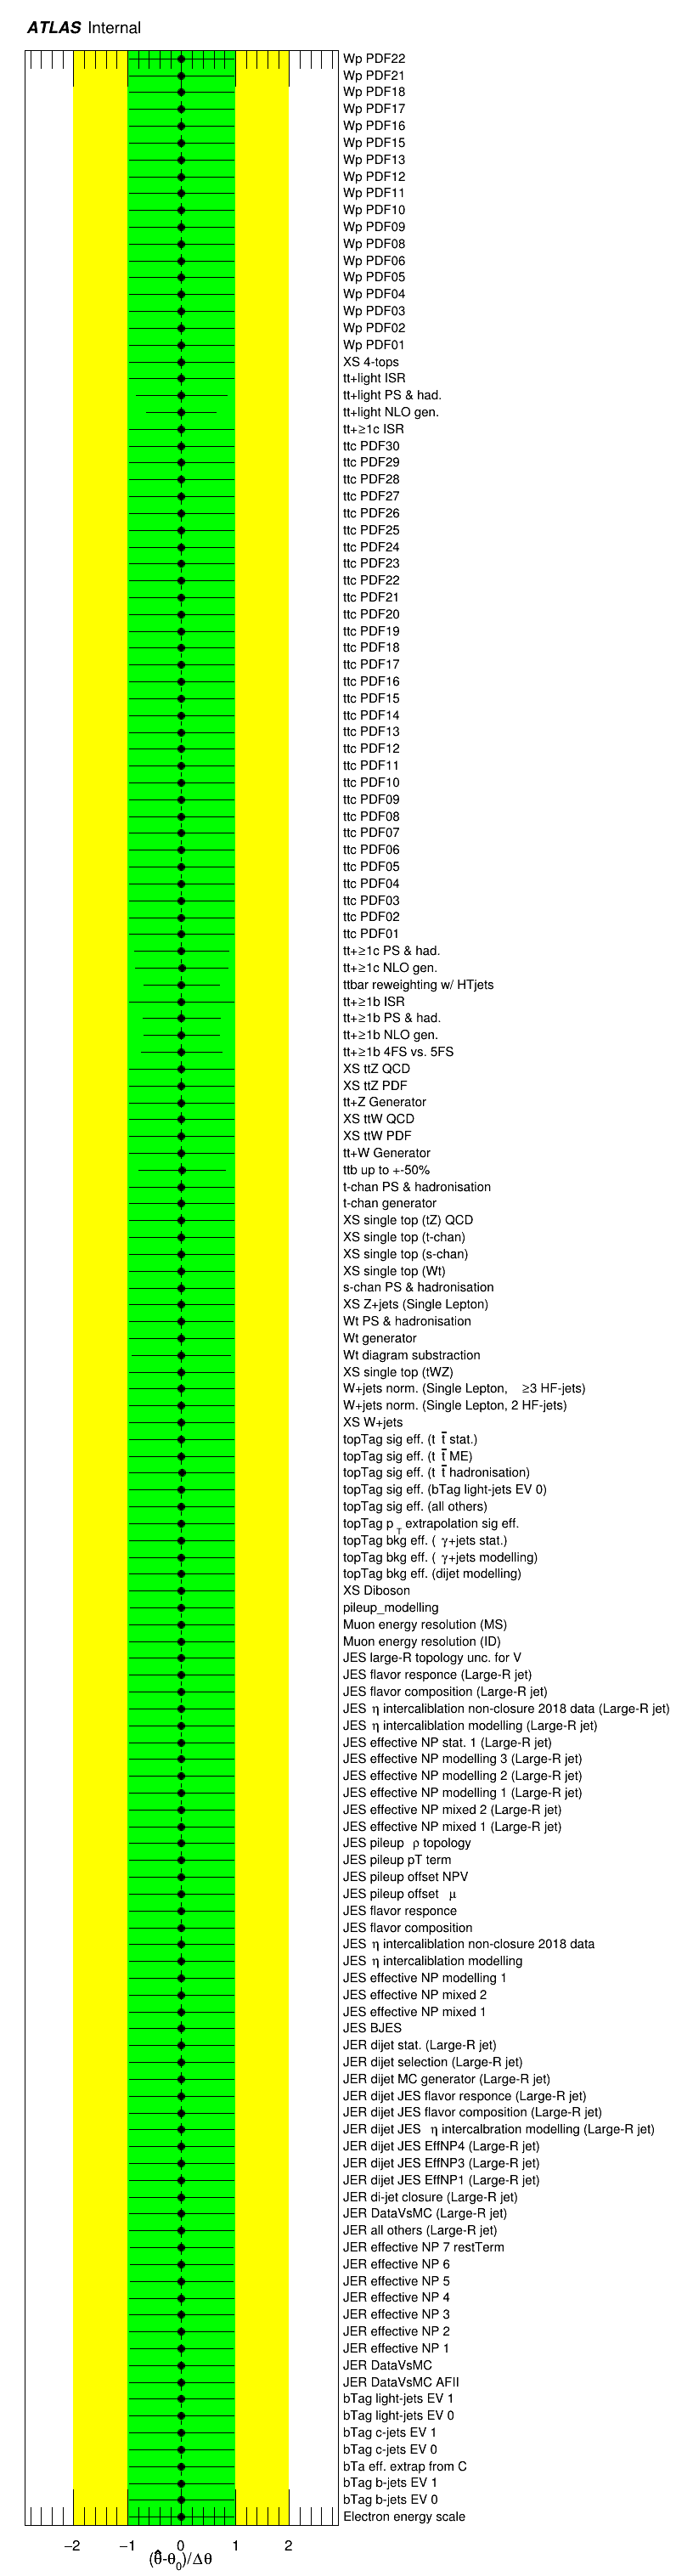 ATLAS Internal
Wp PDF22
Wp PDF21
Wp PDF18
Wp PDF17
Wp PDF16
Wp PDF15
Wp PDF13
Wp PDF12
Wp PDF11
Wp PDF10
Wp PDF09
Wp PDF08
Wp PDF06
Wp PDF05
Wp PDF04
Wp PDF03
Wp PDF02
Wp PDF01
XS 4-tops
tt+light ISR
tt+light PS & had.
tt+light NLO gen.
tt+≥1c ISR
ttc PDF30
ttc PDF29
ttc PDF28
ttc PDF27
ttc PDF26
ttc PDF25
ttc PDF24
ttc PDF23
ttc PDF22
ttc PDF21
ttc PDF20
ttc PDF19
ttc PDF18
ttc PDF17
ttc PDF16
ttc PDF15
ttc PDF14
ttc PDF13
ttc PDF12
ttc PDF11
ttc PDF10
ttc PDF09
ttc PDF08
ttc PDF07
ttc PDF06
ttc PDF05
ttc PDF04
ttc PDF03
ttc PDF02
ttc PDF01
tt+≥1c PS & had.
tt+≥1c NLO gen.
ttbar reweighting w/ HTjets
tt+≥1b ISR
tt+≥1b PS & had.
tt+≥1b NLO gen.
tt+≥1b 4FS vs. 5FS
XS ttZ QCD
XS ttZ PDF
tt+Z Generator
XS ttW QCD
XS ttW PDF
tt+W Generator
ttb up to +-50%
t-chan PS & hadronisation
t-chan generator
XS single top (tZ) QCD
XS single top (t-chan)
XS single top (s-chan)
XS single top (Wt)
s-chan PS & hadronisation
XS Z+jets (Single Lepton)
Wt PS & hadronisation
Wt generator
Wt diagram substraction
XS single top (tWZ)
W+jets norm. (Single Lepton, ≥3 HF-jets)
W+jets norm. (Single Lepton, 2 HF-jets)
XS W+jets
topTag sig eff. (t t̅ stat.)
topTag sig eff. (t t̅ ME)
topTag sig eff. (t t̅ hadronisation)
topTag sig eff. (bTag light-jets EV 0)
topTag sig eff. (all others)
topTag p_T extrapolation sig eff.
topTag bkg eff. ( γ+jets stat.)
topTag bkg eff. ( γ+jets modelling)
topTag bkg eff. (dijet modelling)
XS Diboson
pileup_modelling
Muon energy resolution (MS)
Muon energy resolution (ID)
JES large-R topology unc. for V
JES flavor responce (Large-R jet)
JES flavor composition (Large-R jet)
JES η intercaliblation non-closure 2018 data (Large-R jet)
JES η intercaliblation modelling (Large-R jet)
JES effective NP stat. 1 (Large-R jet)
JES effective NP modelling 3 (Large-R jet)
JES effective NP modelling 2 (Large-R jet)
JES effective NP modelling 1 (Large-R jet)
JES effective NP mixed 2 (Large-R jet)
JES effective NP mixed 1 (Large-R jet)
JES pileup ρ topology
JES pileup pT term
JES pileup offset NPV
JES pileup offset μ
JES flavor responce
JES flavor composition
JES η intercaliblation non-closure 2018 data
JES η intercaliblation modelling
JES effective NP modelling 1
JES effective NP mixed 2
JES effective NP mixed 1
JES BJES
JER dijet stat. (Large-R jet)
JER dijet selection (Large-R jet)
JER dijet MC generator (Large-R jet)
JER dijet JES flavor responce (Large-R jet)
JER dijet JES flavor composition (Large-R jet)
JER dijet JES η intercalbration modelling (Large-R jet)
JER dijet JES EffNP4 (Large-R jet)
JER dijet JES EffNP3 (Large-R jet)
JER dijet JES EffNP1 (Large-R jet)
JER di-jet closure (Large-R jet)
JER DataVsMC (Large-R jet)
JER all others (Large-R jet)
JER effective NP 7 restTerm
JER effective NP 6
JER effective NP 5
JER effective NP 4
JER effective NP 3
JER effective NP 2
JER effective NP 1
JER DataVsMC
JER DataVsMC AFII
bTag light-jets EV 1
bTag light-jets EV 0
bTag c-jets EV 1
bTag c-jets EV 0
bTa eff. extrap from C
bTag b-jets EV 1
bTag b-jets EV 0
Electron energy scale
−2 −1 0 1 2
(θ̂-θ₀)/Δθ